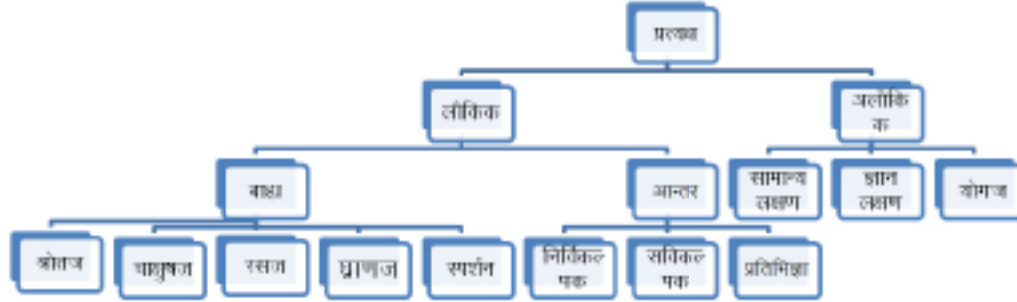 प्रत्यक्ष
लौकिक
अलौकि
क
बाह्य
आन्तर
सामान्य
लक्षण
ज्ञान
लक्षण
योगज
श्रोतज
चाक्षुषज
रसज
घ्राणज
स्पर्शन
निर्विकल्
पक
सविकल्
पक
प्रतिभिज्ञा